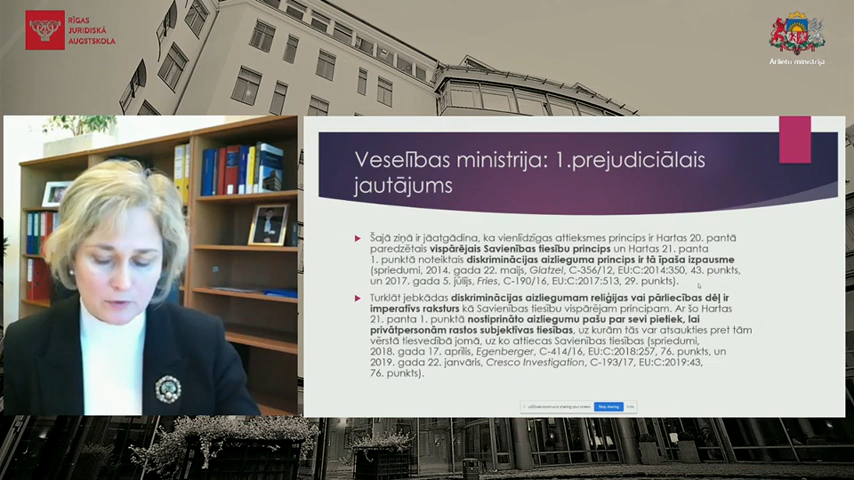 RĪGAS
JURIDISKĀ
AUGSTSKOLA
Ārlietu ministrija
Veselības ministrija: 1.prejudiciālais
jautājums
Šajā ziņā ir jāatgādina, ka vienlīdzīgas attieksmes princips ir Hartas 20. pantā
paredzētais vispārējais Savienības tiesību princips un Hartas 21. panta
1. punktā noteiktais diskriminācijas aizlieguma princips ir tā īpaša izpausme
(spriedumi, 2014. gada 22. maijs, Glatzel, C-356/12, EU:C:2014:350, 43. punkts,
un 2017. gada 5. jūlijs, Fries, C-190/16, EU:C:2017:513, 29. punkts).
Turklāt jebkādas diskriminācijas aizliegumam reliģijas vai pārliecības dēļ ir
imperatīvs raksturs kā Savienības tiesību vispārējam principam. Ar šo Hartas
21. panta 1. punktā nostiprināto aizliegumu pašu par sevi pietiek, lai
privātpersonām rastos subjektīvas tiesības, uz kurām tās var atsaukties pret tām
vērstā tiesvedībā jomā, uz ko attiecas Savienības tiesības (spriedumi,
2018. gada 17. aprīlis, Egenberger, C-414/16, EU:C:2018:257, 76. punkts, un
2019. gada 22. janvāris, Cresco Investigation, C-193/17, EU:C:2019:43,
76. punkts).
Stop sharing